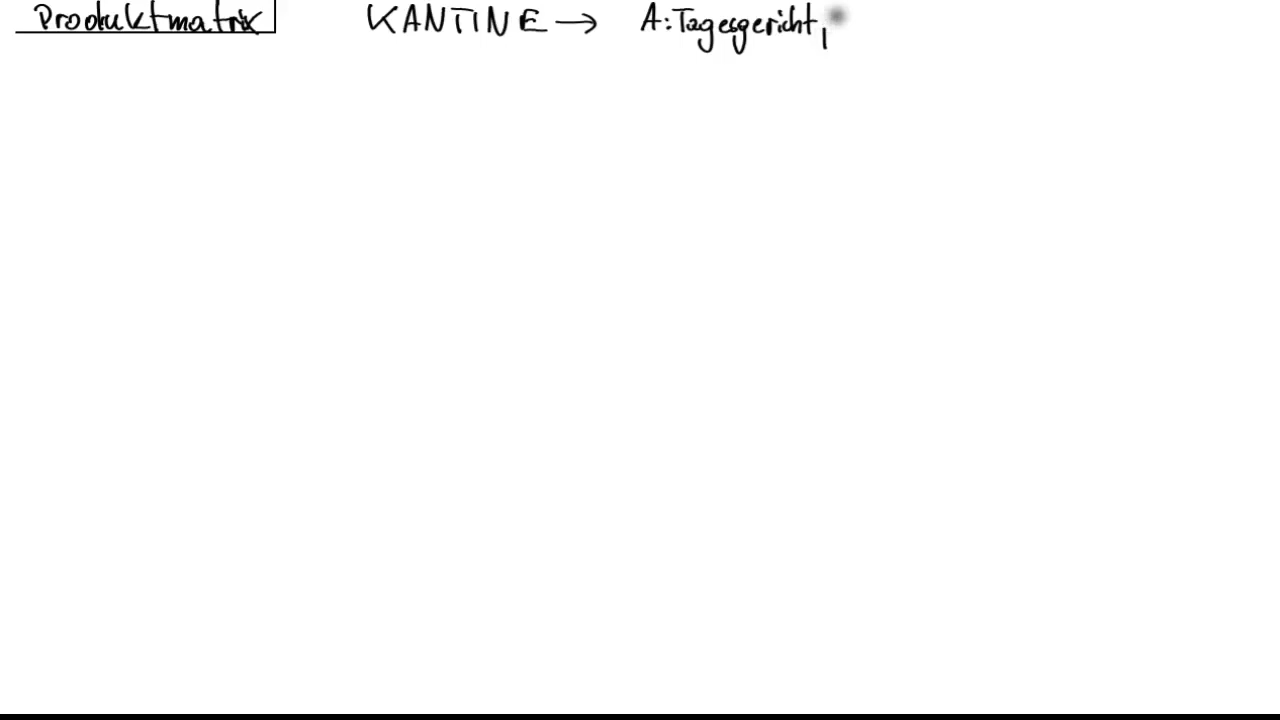 Produktmatrix KANTINE → A: Tagesgericht,